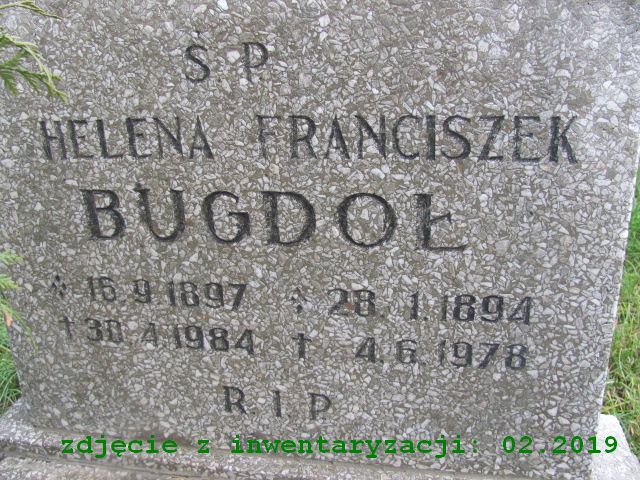 Ś P
HELENA FRANCISZEK
BUGDOŁ
* 16.9.1897 * 28.1.1894
† 30.4.1984 † 4.6.1978
R I P
zdjęcie z inwentaryzacji: 02.2019